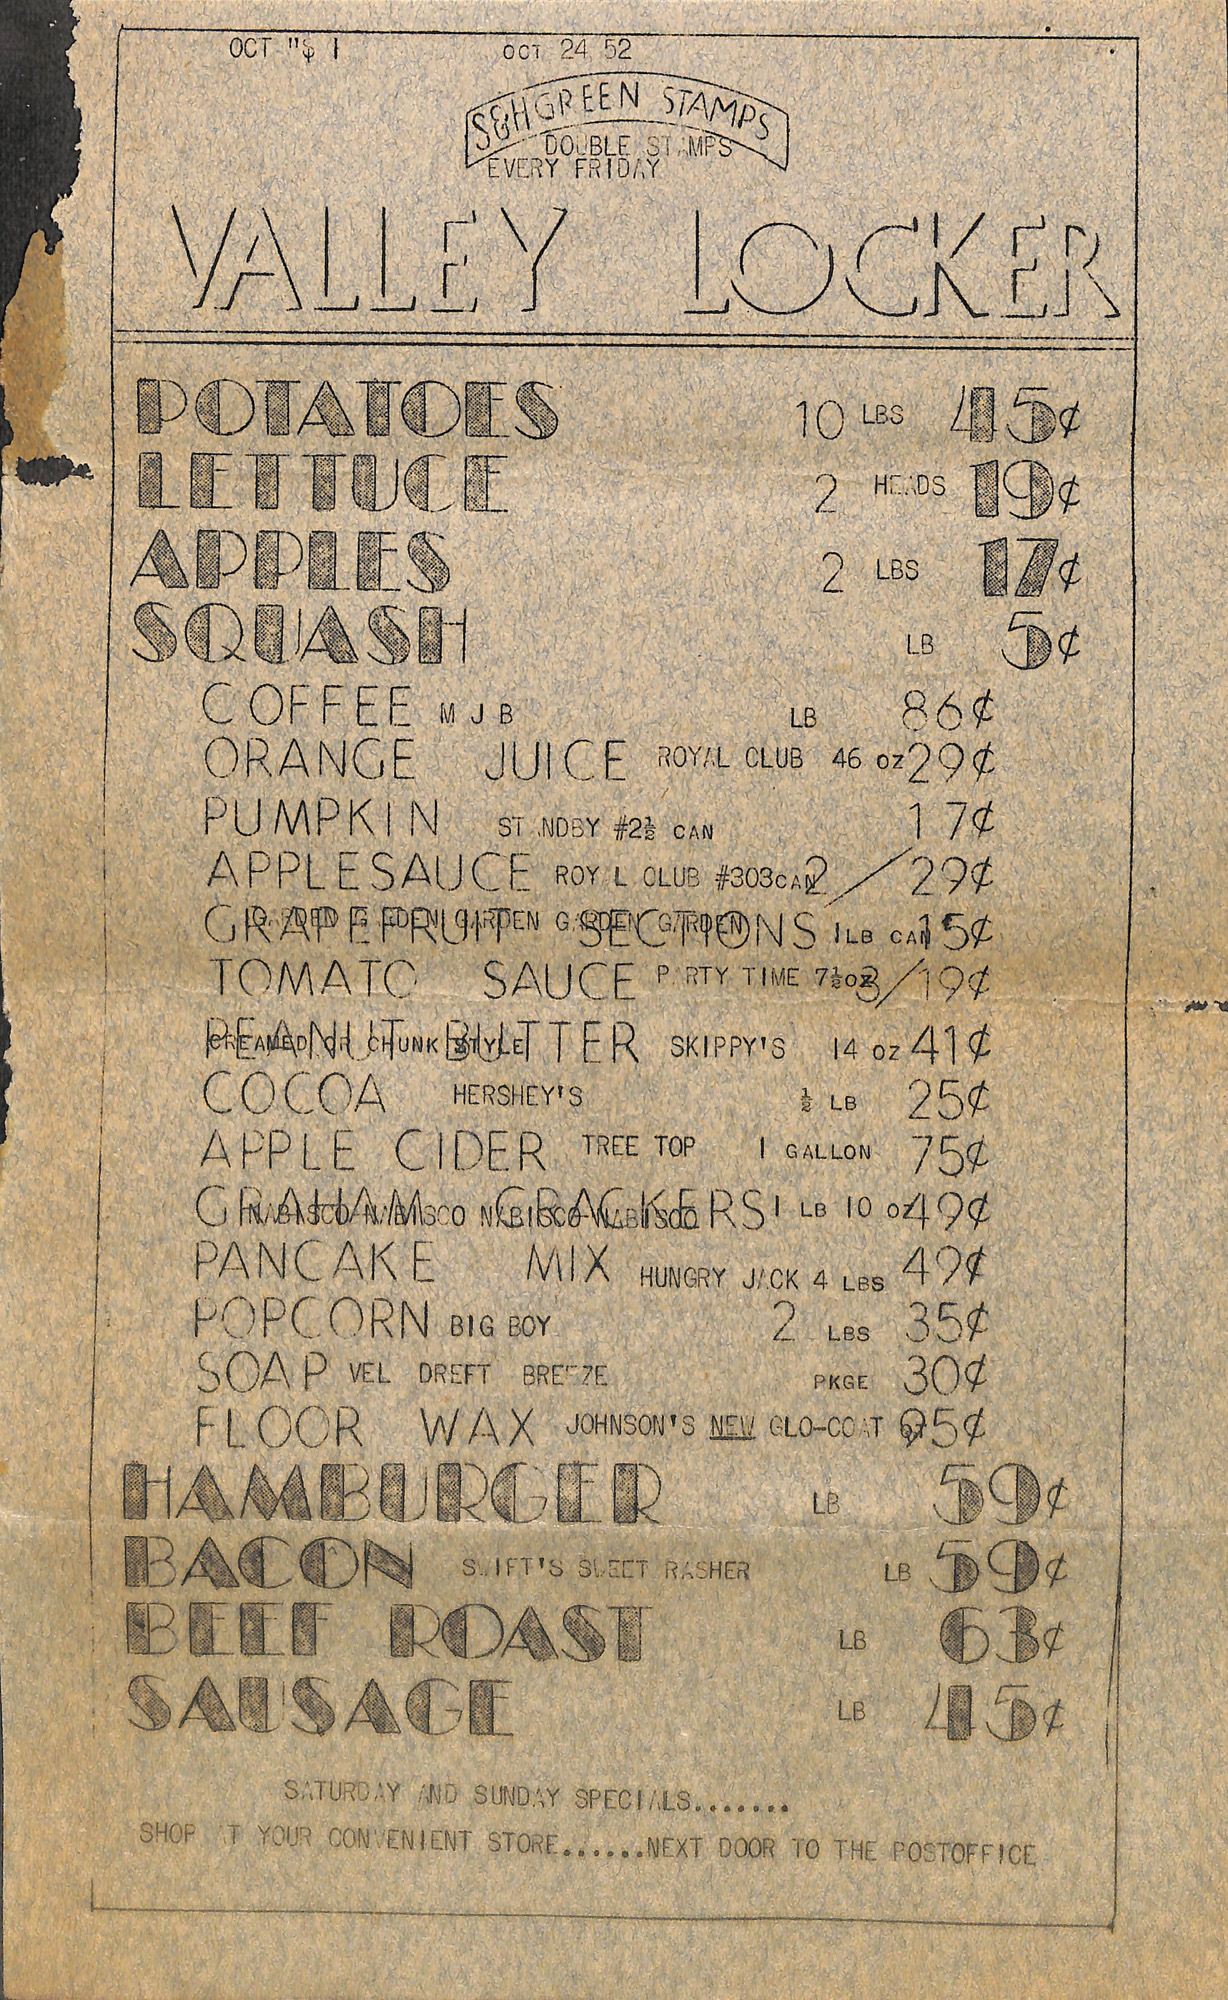 OCT "$ 1 OCT 24 52
S&H GREEN STAMPS
DOUBLE STAMPS
EVERY FRIDAY
VALLEY LOCKER
POTATOES 10 LBS 45¢
LETTUCE 2 HEADS 19¢
APPLES 2 LBS 17¢
SQUASH LB 5¢
COFFEE M J B LB 86¢
ORANGE JUICE ROYAL CLUB 46 oz 29¢
PUMPKIN STANDBY #2½ CAN 17¢
APPLESAUCE ROYAL CLUB #303 CAN 2/29¢
GRAPEFRUIT SECTIONS 1 LB CAN 15¢
TOMATO SAUCE PARTY TIME 7½ oz 3/19¢
PEANUT BUTTER SKIPPY'S 14 oz 41¢
CREAMED OR CHUNK STYLE
COCOA HERSHEY'S ½ LB 25¢
APPLE CIDER TREE TOP 1 GALLON 75¢
GRAHAM CRACKERS 1 LB 10 oz 49¢
NABISCO NABISCO NABISCO NABISCO
PANCAKE MIX HUNGRY JACK 4 LBS 49¢
POPCORN BIG BOY 2 LBS 35¢
SOAP VEL DREFT BREEZE PKGE 30¢
FLOOR WAX JOHNSON'S NEW GLO-COAT 95¢
HAMBURGER LB 59¢
BACON SWIFT'S SWEET RASHER LB 59¢
BEEF ROAST LB 63¢
SAUSAGE LB 45¢
SATURDAY AND SUNDAY SPECIALS.......
SHOP AT YOUR CONVENIENT STORE......NEXT DOOR TO THE POSTOFFICE